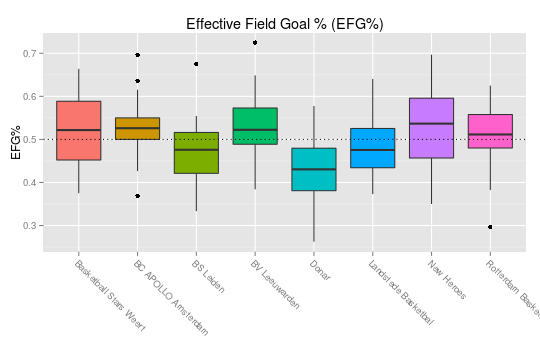 Effective Field Goal % (EFG%)
EFG%
0.7
0.6
0.5
0.4
0.3
Basketball Stars Weert
BC APOLLO Amsterdam
BS Leiden
BV Leeuwarden
Donar
Landstede Basketbal
New Heroes
Rotterdam Basket